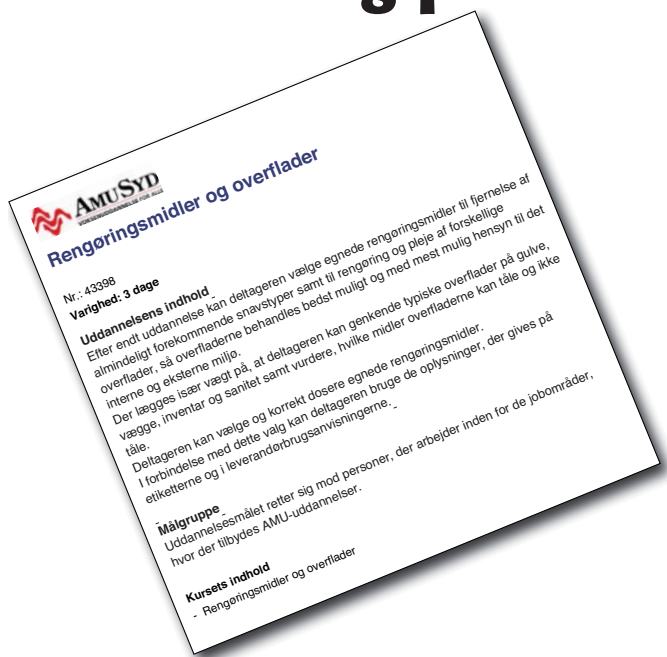 AMUSYD
VOKSENUDDANNELSE FOR ALLE
Rengøringsmidler og overflader
Nr.: 43398
Varighed: 3 dage
Uddannelsens indhold
Efter endt uddannelse kan deltageren vælge egnede rengøringsmidler til fjernelse af
almindeligt forekommende snavstyper samt til rengøring og pleje af forskellige
overflader, så overfladerne behandles bedst muligt og med mest mulig hensyn til det
interne og eksterne miljø.
Der lægges især vægt på, at deltageren kan genkende typiske overflader på gulve,
vægge, inventar og sanitet samt vurdere, hvilke midler overfladerne kan tåle og ikke
tåle.
Deltageren kan vælge og korrekt dosere egnede rengøringsmidler.
I forbindelse med dette valg kan deltageren bruge de oplysninger, der gives på
etiketterne og i leverandørbrugsanvisningerne.
Målgruppe
Uddannelsesmålet retter sig mod personer, der arbejder inden for de jobområder,
hvor der tilbydes AMU-uddannelser.
Kursets indhold
- Rengøringsmidler og overflader